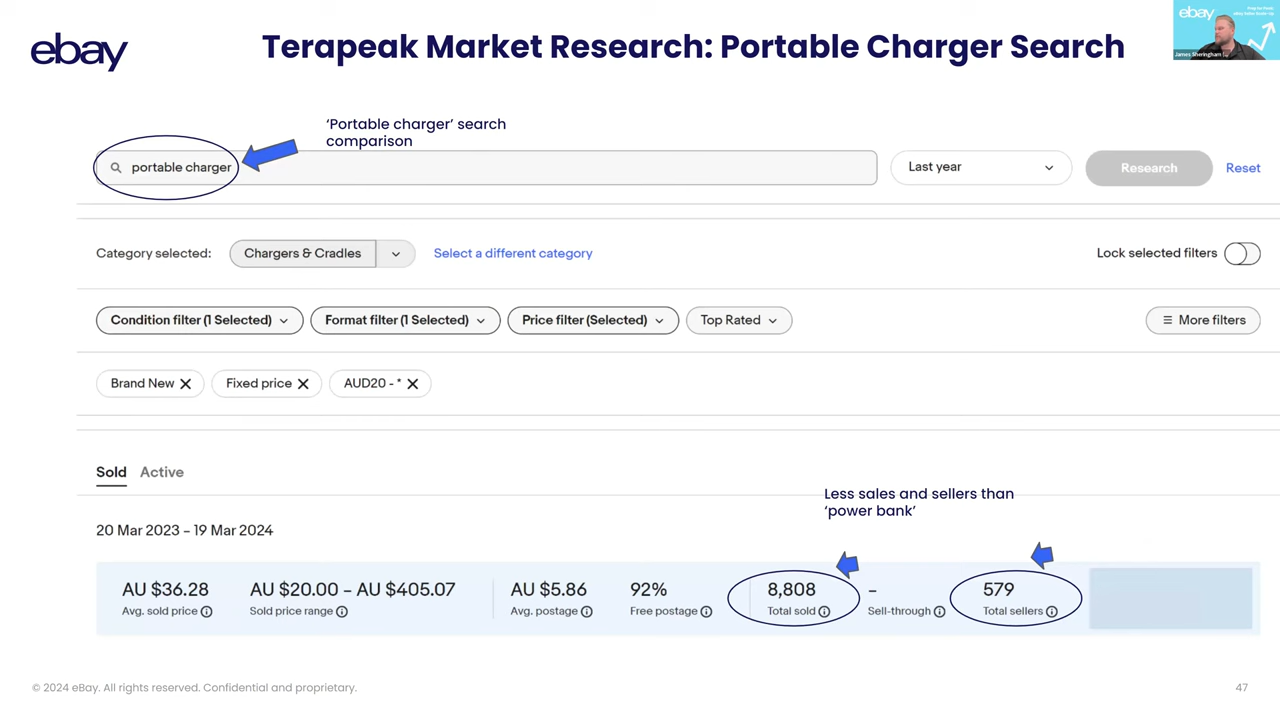 ebay
Terapeak Market Research: Portable Charger Search
ebay
James Sheringham
'Portable charger' search
comparison
portable charger
Last year
Research
Reset
Category selected:
Chargers & Cradles
Select a different category
Lock selected filters
Condition filter (1 Selected)
Format filter (1 Selected)
Price filter (Selected)
Top Rated
More filters
Brand New
Fixed price
AUD20 - *
Sold
Active
Less sales and sellers than
'power bank'
20 Mar 2023 – 19 Mar 2024
AU $36.28
Avg. sold price
AU $20.00 – AU $405.07
Sold price range
AU $5.86
Avg. postage
92%
Free postage
8,808
Total sold
–
Sell-through
579
Total sellers
© 2024 eBay. All rights reserved. Confidential and proprietary.
47